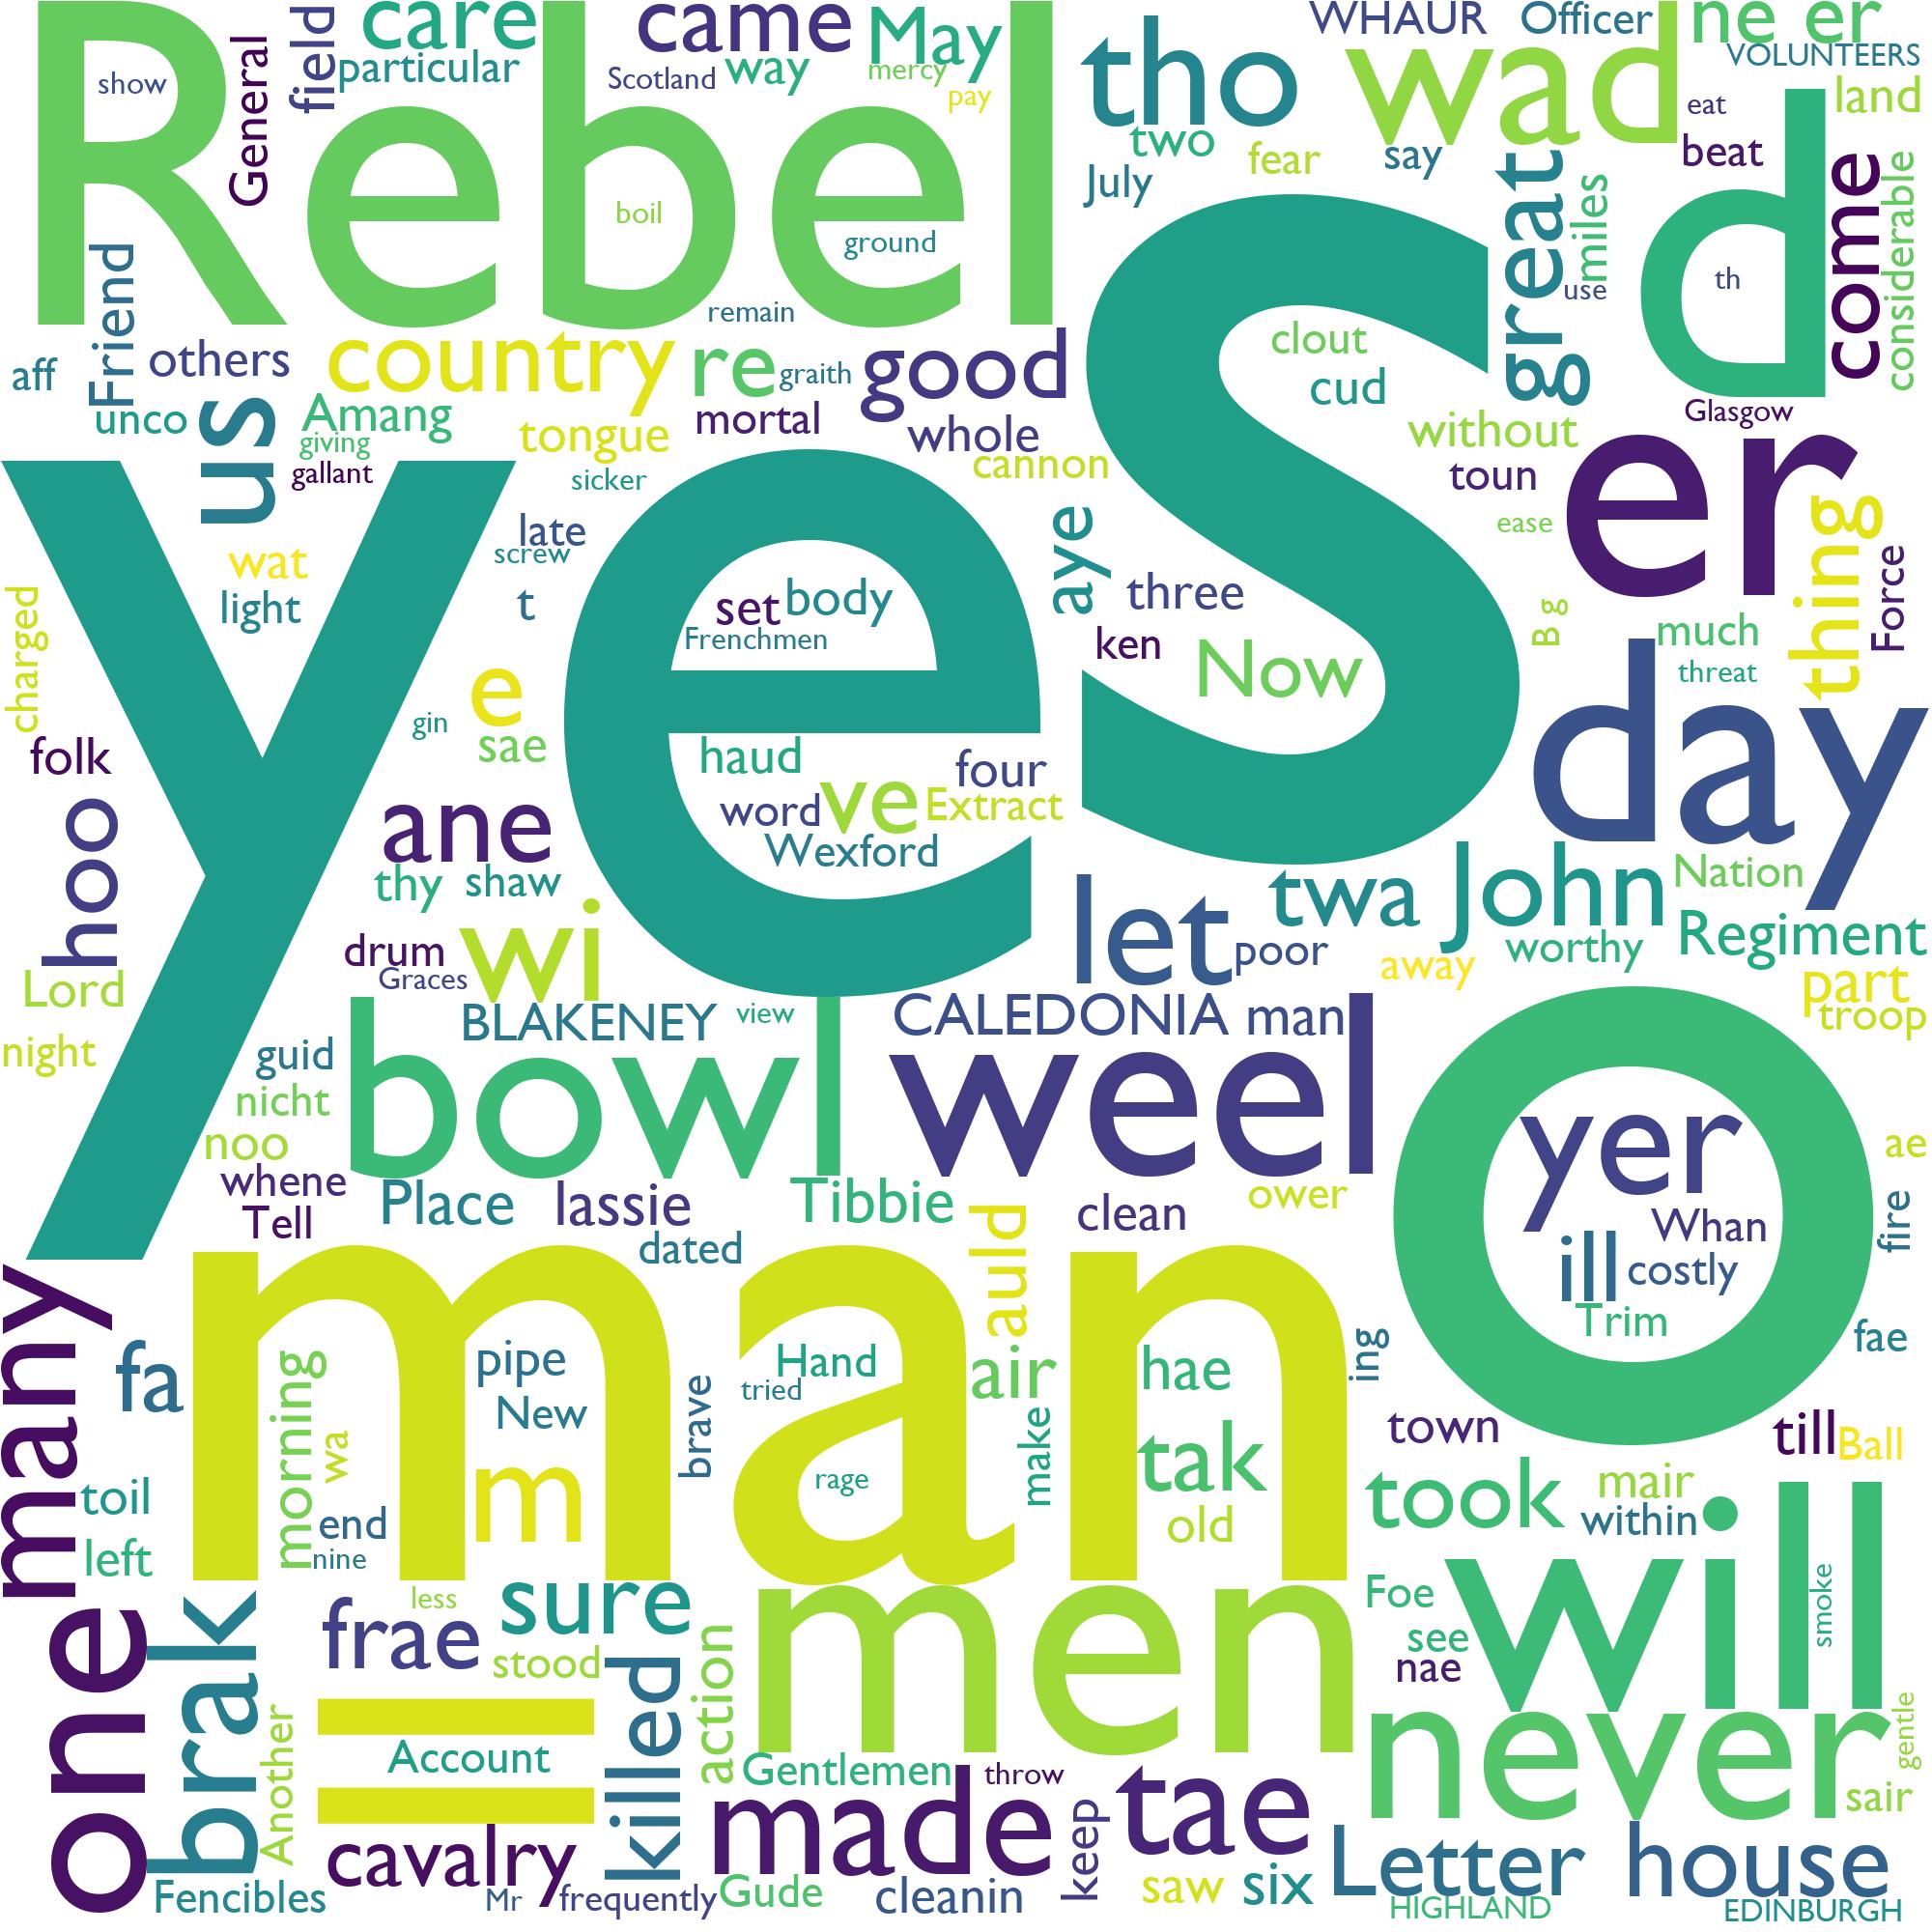 Rebel
care
came
May
tho
WHAUR
Officer
ne er
VOLUNTEERS
show
General
field
particular
Scotland
way
mercy
pay
two
July
fear
say
wad
eat
land
beat
great
d
come
considerable
miles
use
th
boil
ground
remain
Friend
aff
others
unco
us
country
Amang
giving
gallant
re
graith
mortal
tongue
sicker
good
whole
cannon
clout
cud
without
toun
Glasgow
er
ease
yes
wat
light
late
screw
t
charged
set
body
Frenchmen
aye
three
ken
Now
B g
much
threat
thing
Force
folk
hoo
gin
e
sae
haud
word
ve
four
Extract
Wexford
day
ane
thy
shaw
let
twa
John
Nation
Regiment
poor
away
worthy
Lord
night
drum
Graces
wi
BLAKENEY
view
CALEDONIA
man
part
troop
guid
nicht
noo
whene
Tell
bowl
weel
o
yer
Whan
ill
costly
Trim
ae
fire
fae
Place
lassie
Tibbie
clean
ower
dated
auld
many
fa
man
morning
wa
pipe
New
m
Hand
tried
brave
rage
air
make
hae
tak
old
ing
town
till
Ball
took
mair
within
toil
left
end
nine
less
one
brak
frae
sure
stood
men
Foe
see
nae
will
smoke
Another
=
Account
killed
action
Gentlemen
throw
never
gentle
sair
cavalry
made
keep
tae
Fencibles
Mr
frequently
Gude
cleanin
saw
six
Letter
house
HIGHLAND
EDINBURGH